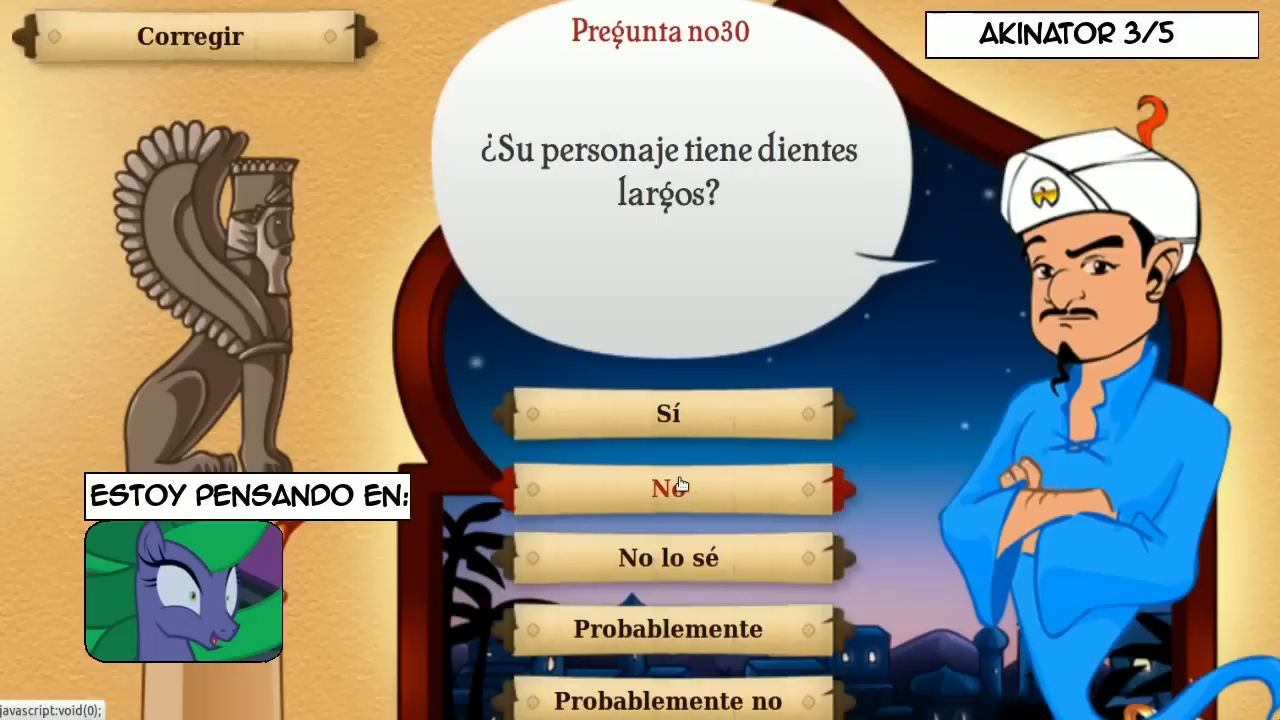 Corregir
Pregunta no30
AKINATOR 3/5
¿Su personaje tiene dientes
largos?
Sí
No
ESTOY PENSANDO EN:
No lo sé
Probablemente
Probablemente no
javascript:void(0);